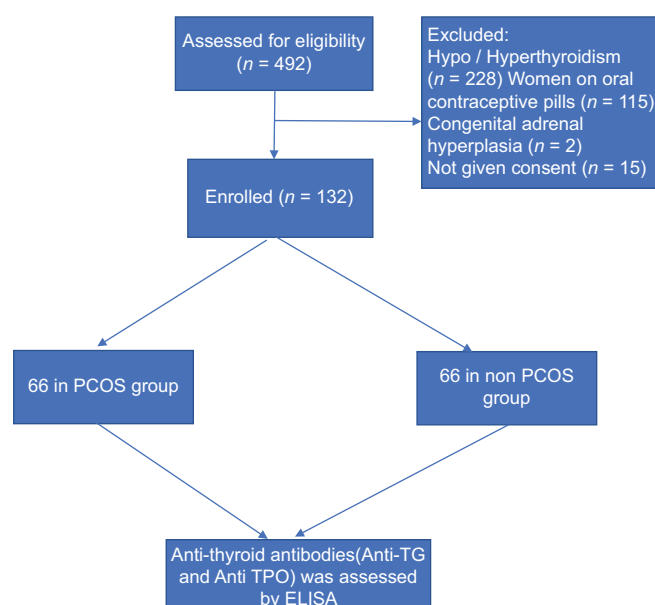 Assessed for eligibility
(n = 492)
Excluded:
Hypo / Hyperthyroidism
(n = 228) Women on oral
contraceptive pills (n = 115)
Congenital adrenal
hyperplasia (n = 2)
Not given consent (n = 15)
Enrolled (n = 132)
66 in PCOS group
66 in non PCOS
group
Anti-thyroid antibodies(Anti-TG
and Anti TPO) was assessed
by ELISA